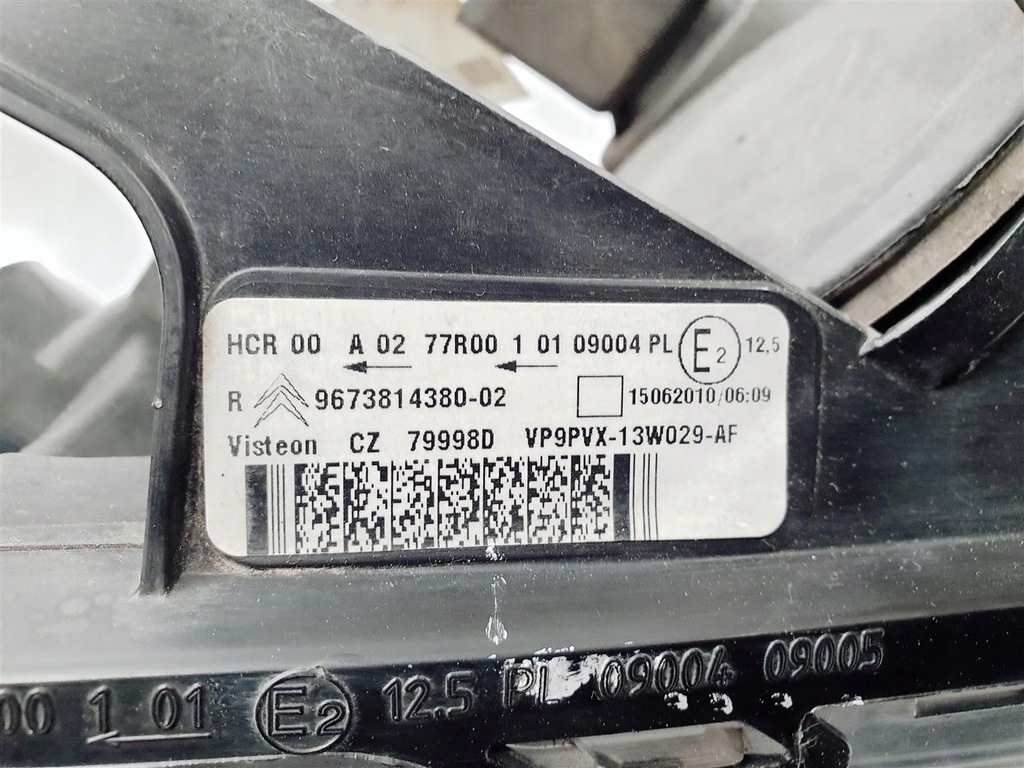 HCR 00 A 02 77R00 1 01 09004 PL E2 12,5
R 9673814380-02 15062010/06:09
Visteon CZ 79998D VP9PVX-13W029-AF
00 1 01 E2 12.5 PL 09004 09005